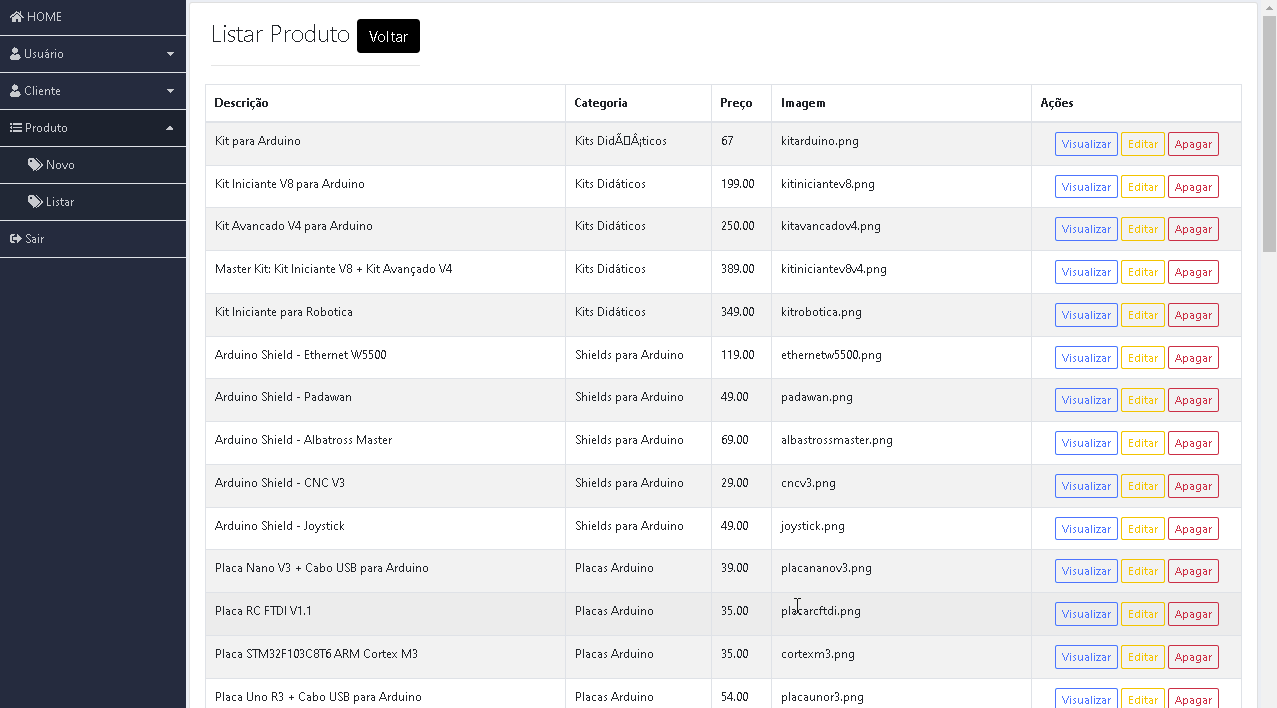 HOME
Usuário
Cliente
Produto
Novo
Listar
Sair
Listar Produto Voltar
Descrição Categoria Preço Imagem Ações
Kit para Arduino Kits DidÃ▯Â¡ticos 67 kitarduino.png Visualizar Editar Apagar
Kit Iniciante V8 para Arduino Kits Didáticos 199.00 kitiniciantev8.png Visualizar Editar Apagar
Kit Avancado V4 para Arduino Kits Didáticos 250.00 kitavancadov4.png Visualizar Editar Apagar
Master Kit: Kit Iniciante V8 + Kit Avançado V4 Kits Didáticos 389.00 kitiniciantev8v4.png Visualizar Editar Apagar
Kit Iniciante para Robotica Kits Didáticos 349.00 kitrobotica.png Visualizar Editar Apagar
Arduino Shield - Ethernet W5500 Shields para Arduino 119.00 ethernetw5500.png Visualizar Editar Apagar
Arduino Shield - Padawan Shields para Arduino 49.00 padawan.png Visualizar Editar Apagar
Arduino Shield - Albatross Master Shields para Arduino 69.00 albastrossmaster.png Visualizar Editar Apagar
Arduino Shield - CNC V3 Shields para Arduino 29.00 cncv3.png Visualizar Editar Apagar
Arduino Shield - Joystick Shields para Arduino 49.00 joystick.png Visualizar Editar Apagar
Placa Nano V3 + Cabo USB para Arduino Placas Arduino 39.00 placananov3.png Visualizar Editar Apagar
Placa RC FTDI V1.1 Placas Arduino 35.00 placarcftdi.png Visualizar Editar Apagar
Placa STM32F103C8T6 ARM Cortex M3 Placas Arduino 35.00 cortexm3.png Visualizar Editar Apagar
Placa Uno R3 + Cabo USB para Arduino Placas Arduino 54.00 placaunor3.png Visualizar Editar Apagar